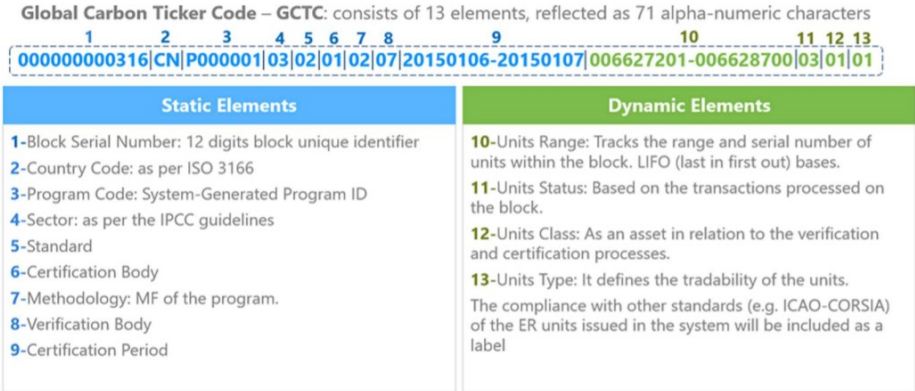 Global Carbon Ticker Code – GCTC: consists of 13 elements, reflected as 71 alpha-numeric characters
1 2 3 4 5 6 7 8 9 10 11 12 13
000000000316|CN|P000001|03|02|01|02|07|20150106-20150107|006627201-006628700|03|01|01
Static Elements
1-Block Serial Number: 12 digits block unique identifier
2-Country Code: as per ISO 3166
3-Program Code: System-Generated Program ID
4-Sector: as per the IPCC guidelines
5-Standard
6-Certification Body
7-Methodology: MF of the program.
8-Verification Body
9-Certification Period
Dynamic Elements
10-Units Range: Tracks the range and serial number of
units within the block. LIFO (last in first out) bases.
11-Units Status: Based on the transactions processed on
the block.
12-Units Class: As an asset in relation to the verification
and certification processes.
13-Units Type: It defines the tradability of the units.
The compliance with other standards (e.g. ICAO-CORSIA)
of the ER units issued in the system will be included as a
label